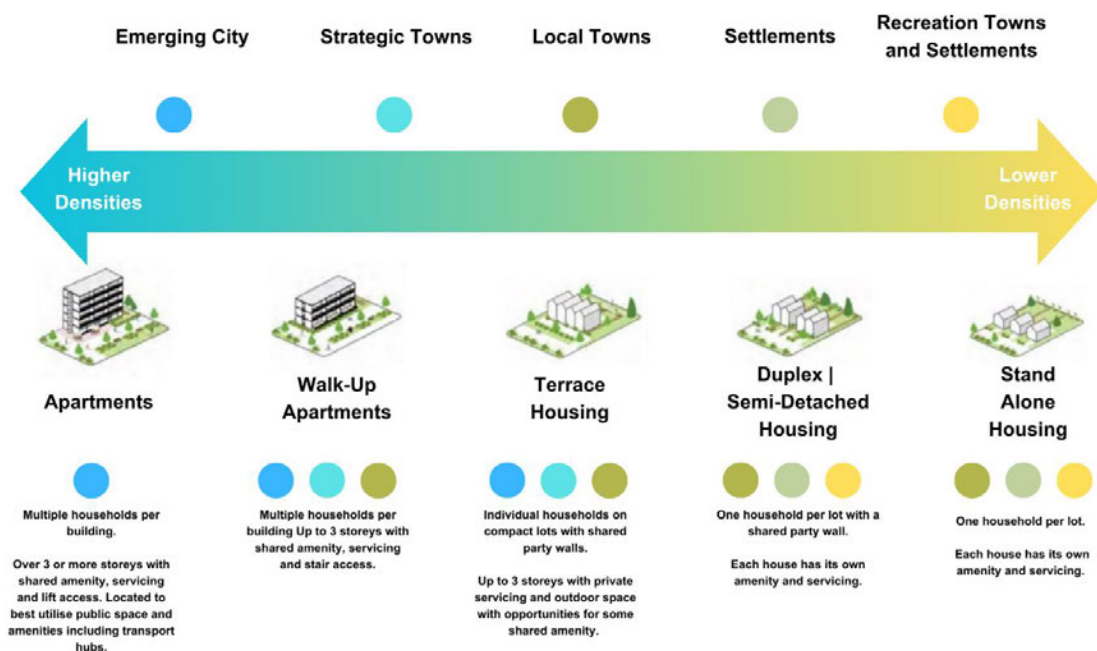 Emerging City
Strategic Towns
Local Towns
Settlements
Recreation Towns
and Settlements
Higher
Densities
Lower
Densities
Apartments
Walk-Up
Apartments
Terrace
Housing
Duplex |
Semi-Detached
Housing
Stand
Alone
Housing
Multiple households per
building.
Over 3 or more storeys with
shared amenity, servicing
and lift access. Located to
best utilise public space and
amenities including transport
hubs.
Multiple households per
building Up to 3 storeys with
shared amenity, servicing
and stair access.
Individual households on
compact lots with shared
party walls.
Up to 3 storeys with private
servicing and outdoor space
with opportunities for some
shared amenity.
One household per lot with a
shared party wall.
Each house has its own
amenity and servicing.
One household per lot.
Each house has its own
amenity and servicing.